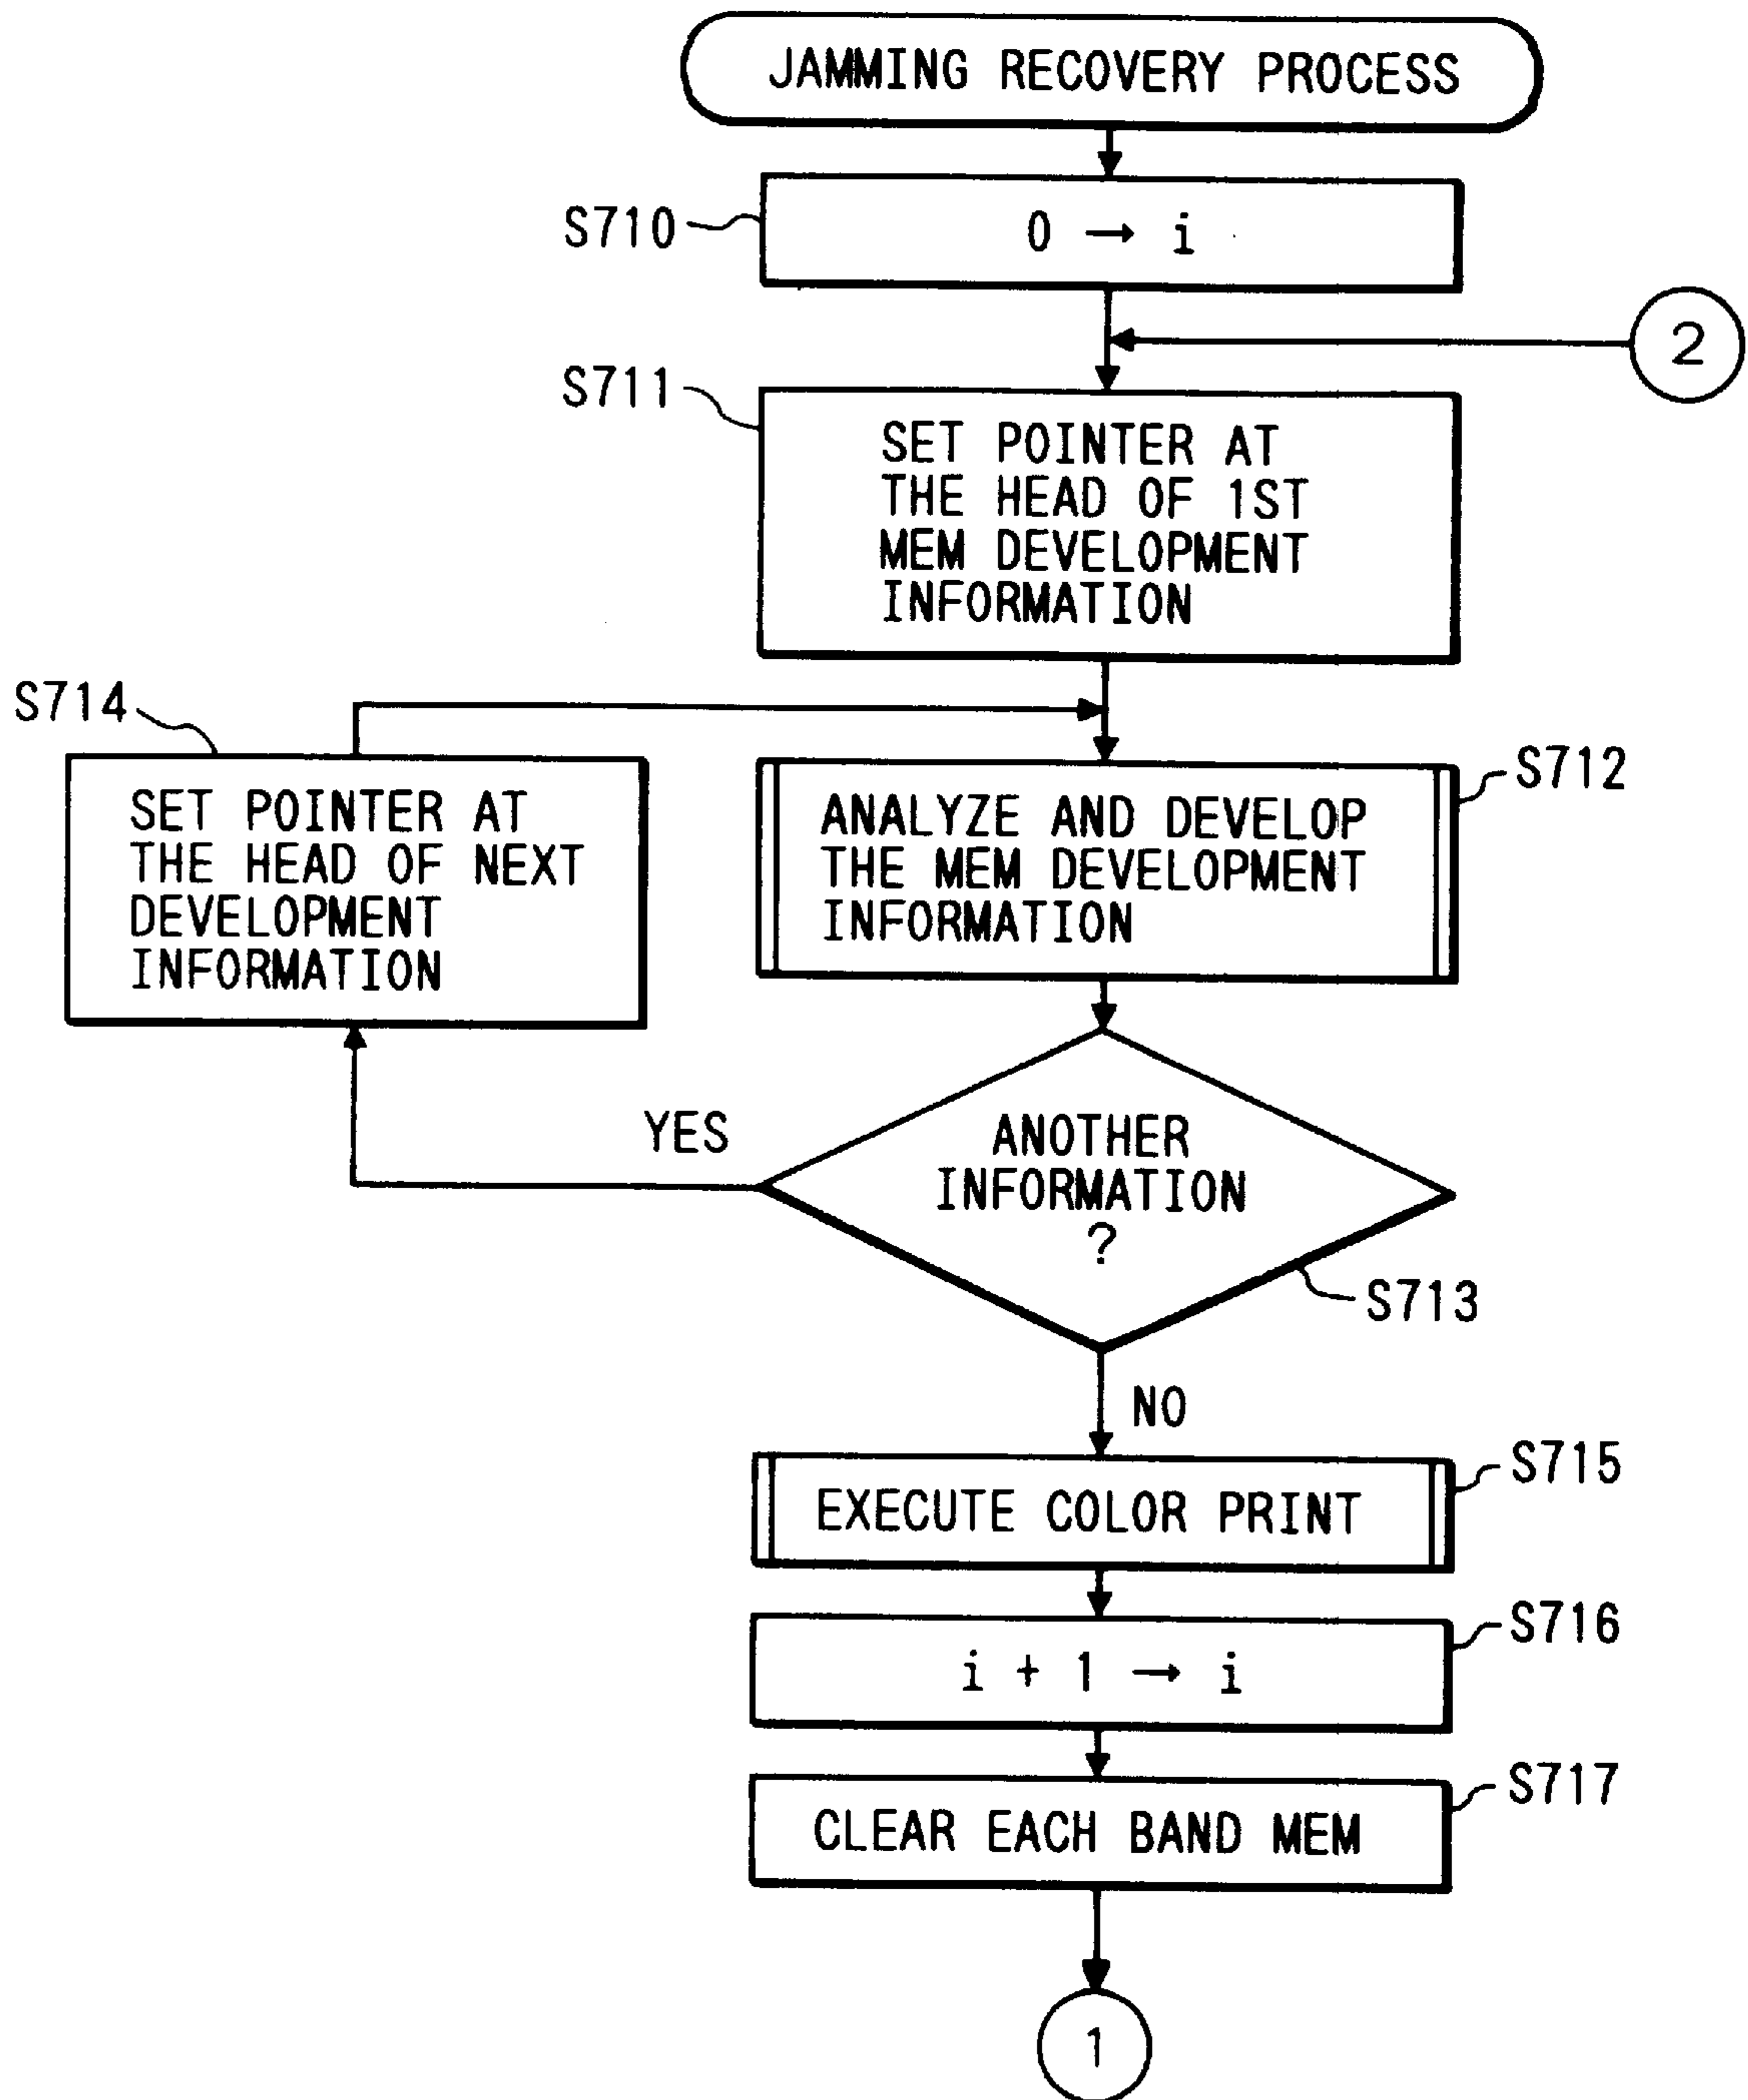 JAMMING RECOVERY PROCESS
S710
0 → i
2
S711
SET POINTER AT
THE HEAD OF 1ST
MEM DEVELOPMENT
INFORMATION
S714
SET POINTER AT
THE HEAD OF NEXT
DEVELOPMENT
INFORMATION
S712
ANALYZE AND DEVELOP
THE MEM DEVELOPMENT
INFORMATION
YES
ANOTHER
INFORMATION
?
S713
NO
S715
EXECUTE COLOR PRINT
S716
i + 1 → i
S717
CLEAR EACH BAND MEM
1